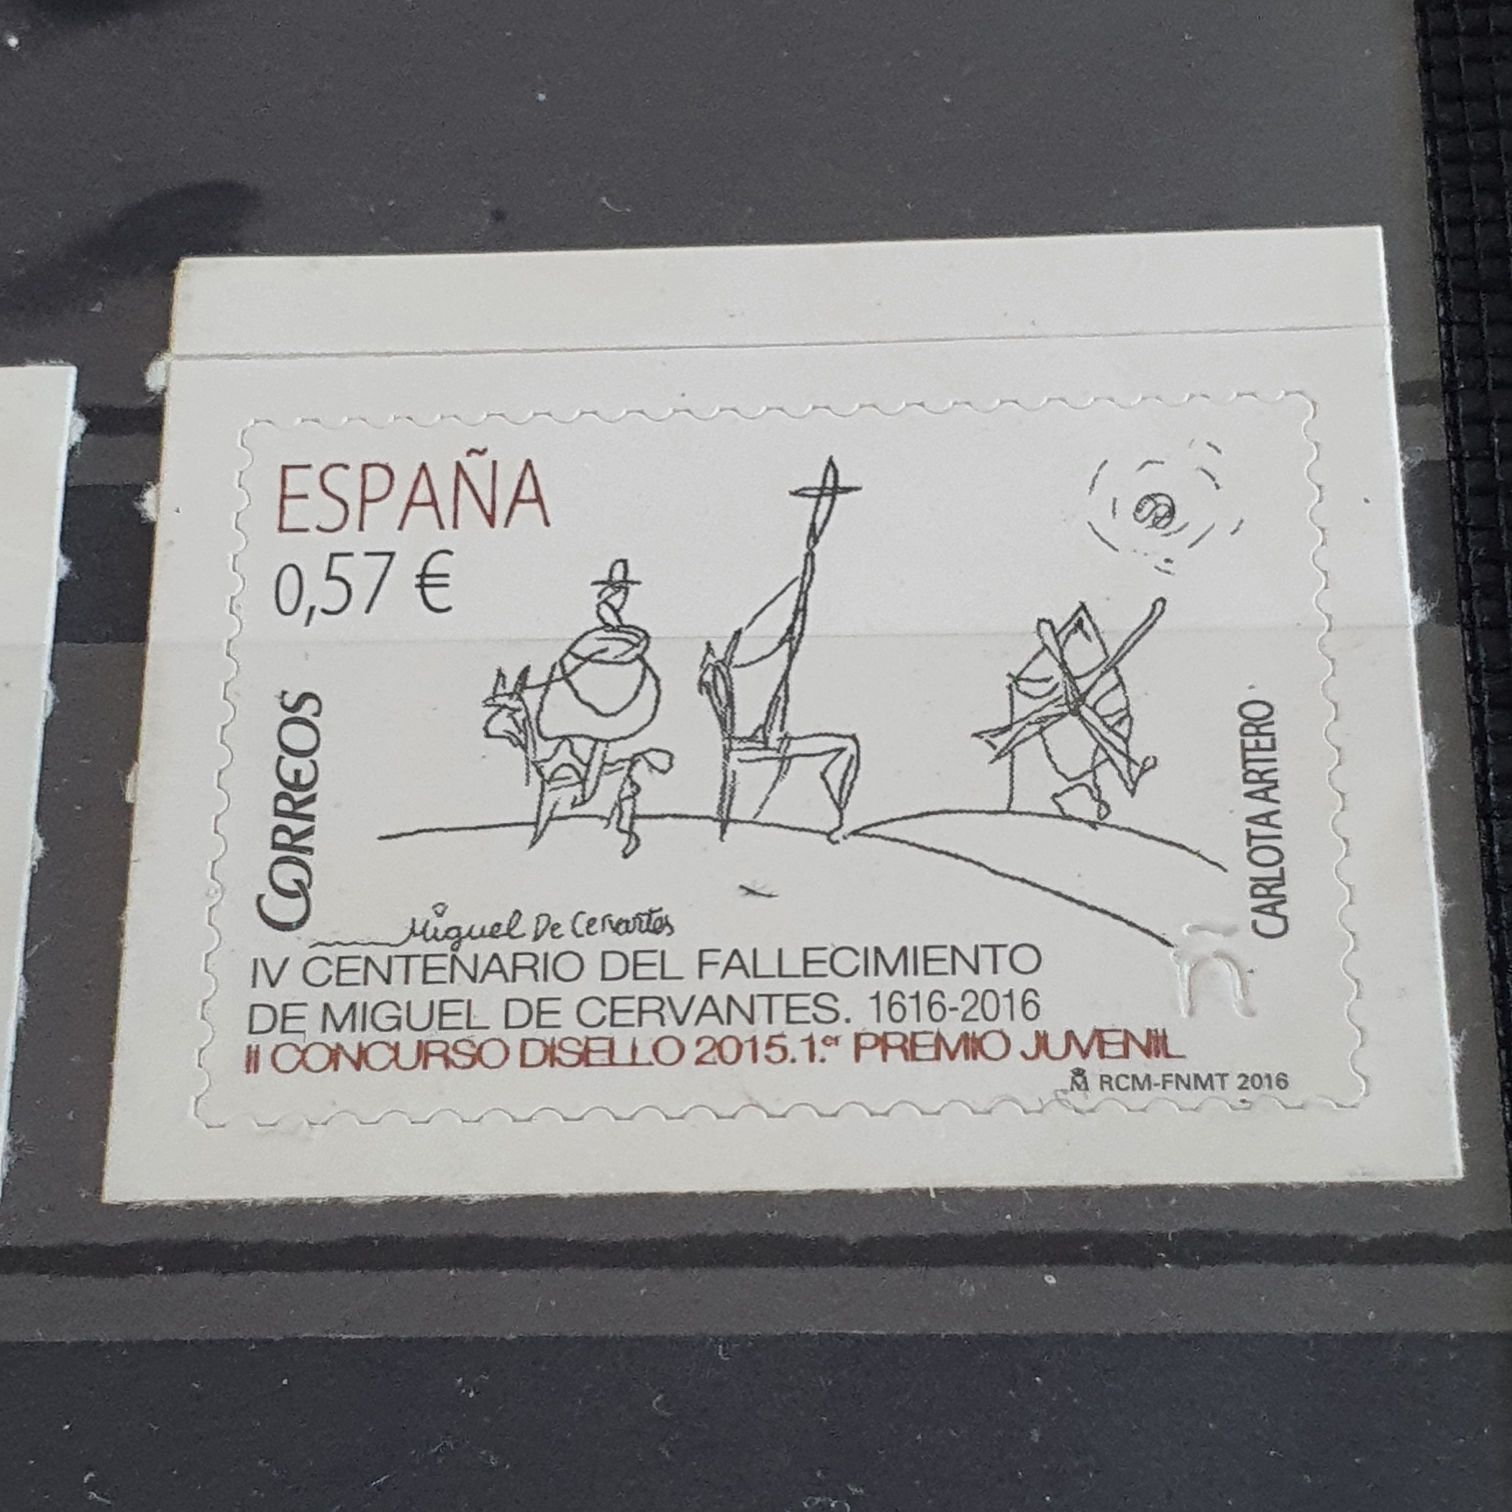 ESPAÑA
0,57 €
CORREOS
CARLOTA ARTERO
Miguel De Cervantes
IV CENTENARIO DEL FALLECIMIENTO
DE MIGUEL DE CERVANTES. 1616-2016
II CONCURSO DISELLO 2015.1.er PREMIO JUVENIL
RCM-FNMT 2016
ñ